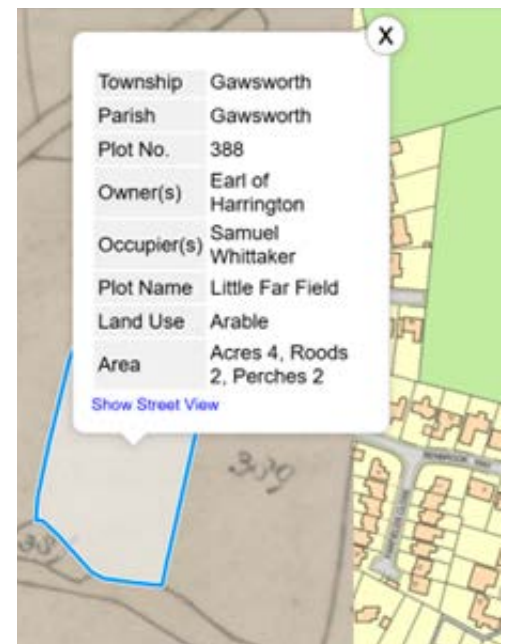 X
Township Gawsworth
Parish Gawsworth
Plot No. 388
Owner(s) Earl of
Harrington
Occupier(s) Samuel
Whittaker
Plot Name Little Far Field
Land Use Arable
Area Acres 4, Roods
2, Perches 2
Show Street View